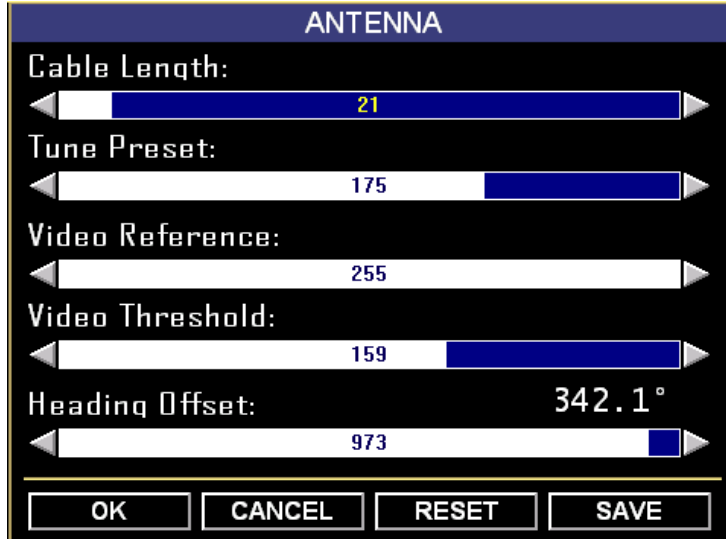 ANTENNA
Cable Length:
21
Tune Preset:
175
Video Reference:
255
Video Threshold:
159
Heading Offset: 342.1°
973
OK CANCEL RESET SAVE